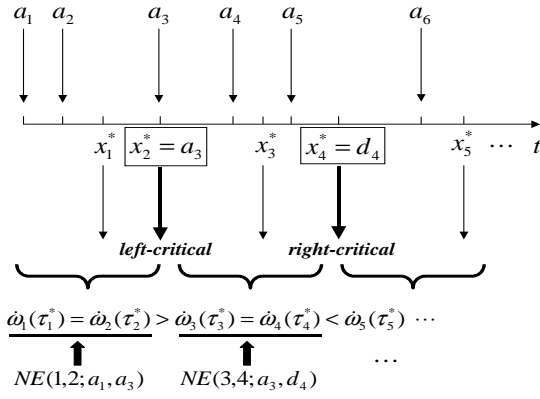 a₁ a₂ a₃ a₄ a₅ a₆
x₁* x₂* = a₃ x₃* x₄* = d₄ x₅* ⋯ t
left-critical right-critical
ω̇₁(τ₁*) = ω̇₂(τ₂*) > ω̇₃(τ₃*) = ω̇₄(τ₄*) < ω̇₅(τ₅*) ⋯
NE(1,2;a₁,a₃) NE(3,4;a₃,d₄) ⋯